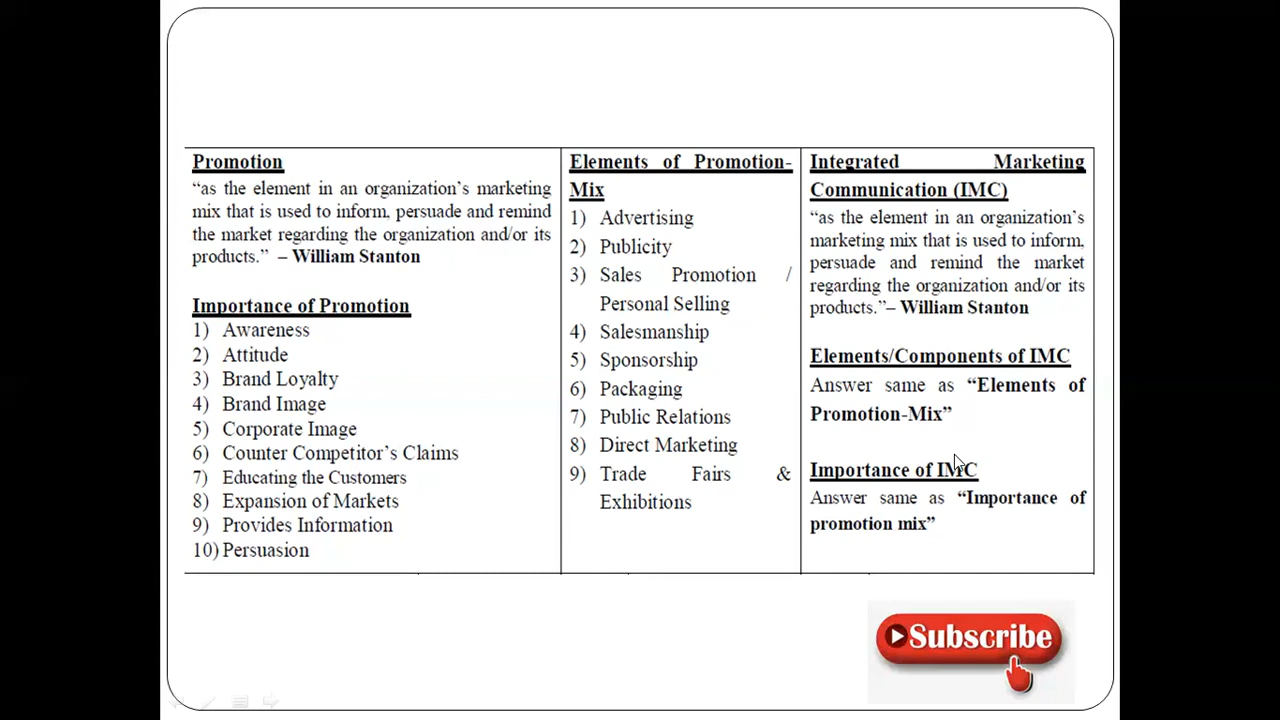 Promotion
“as the element in an organization’s marketing
mix that is used to inform, persuade and remind
the market regarding the organization and/or its
products.” – William Stanton
Importance of Promotion
1) Awareness
2) Attitude
3) Brand Loyalty
4) Brand Image
5) Corporate Image
6) Counter Competitor’s Claims
7) Educating the Customers
8) Expansion of Markets
9) Provides Information
10) Persuasion
Elements of Promotion-
Mix
1) Advertising
2) Publicity
3) Sales Promotion /
Personal Selling
4) Salesmanship
5) Sponsorship
6) Packaging
7) Public Relations
8) Direct Marketing
9) Trade Fairs &
Exhibitions
Integrated Marketing
Communication (IMC)
“as the element in an organization’s
marketing mix that is used to inform,
persuade and remind the market
regarding the organization and/or its
products.”– William Stanton
Elements/Components of IMC
Answer same as “Elements of
Promotion-Mix”
Importance of IMC
Answer same as “Importance of
promotion mix”
Subscribe